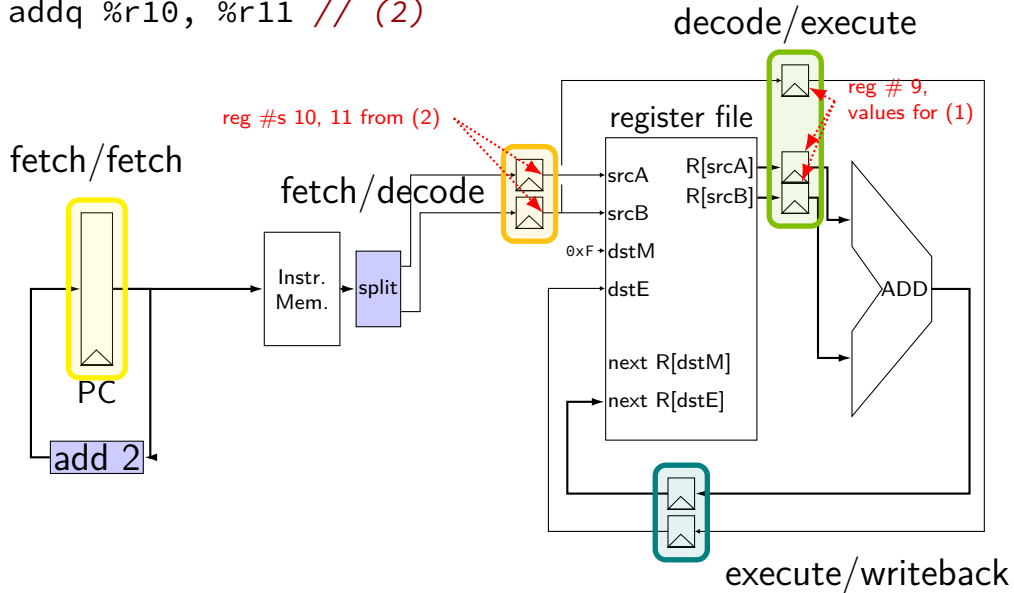 addq %r10, %r11 // (2)
decode/execute
reg # 9,
values for (1)
reg #s 10, 11 from (2)
register file
fetch/fetch
fetch/decode
srcA
R[srcA]
srcB
R[srcB]
0xF
dstM
dstE
Instr.
Mem.
split
ADD
next R[dstM]
next R[dstE]
PC
add 2
execute/writeback